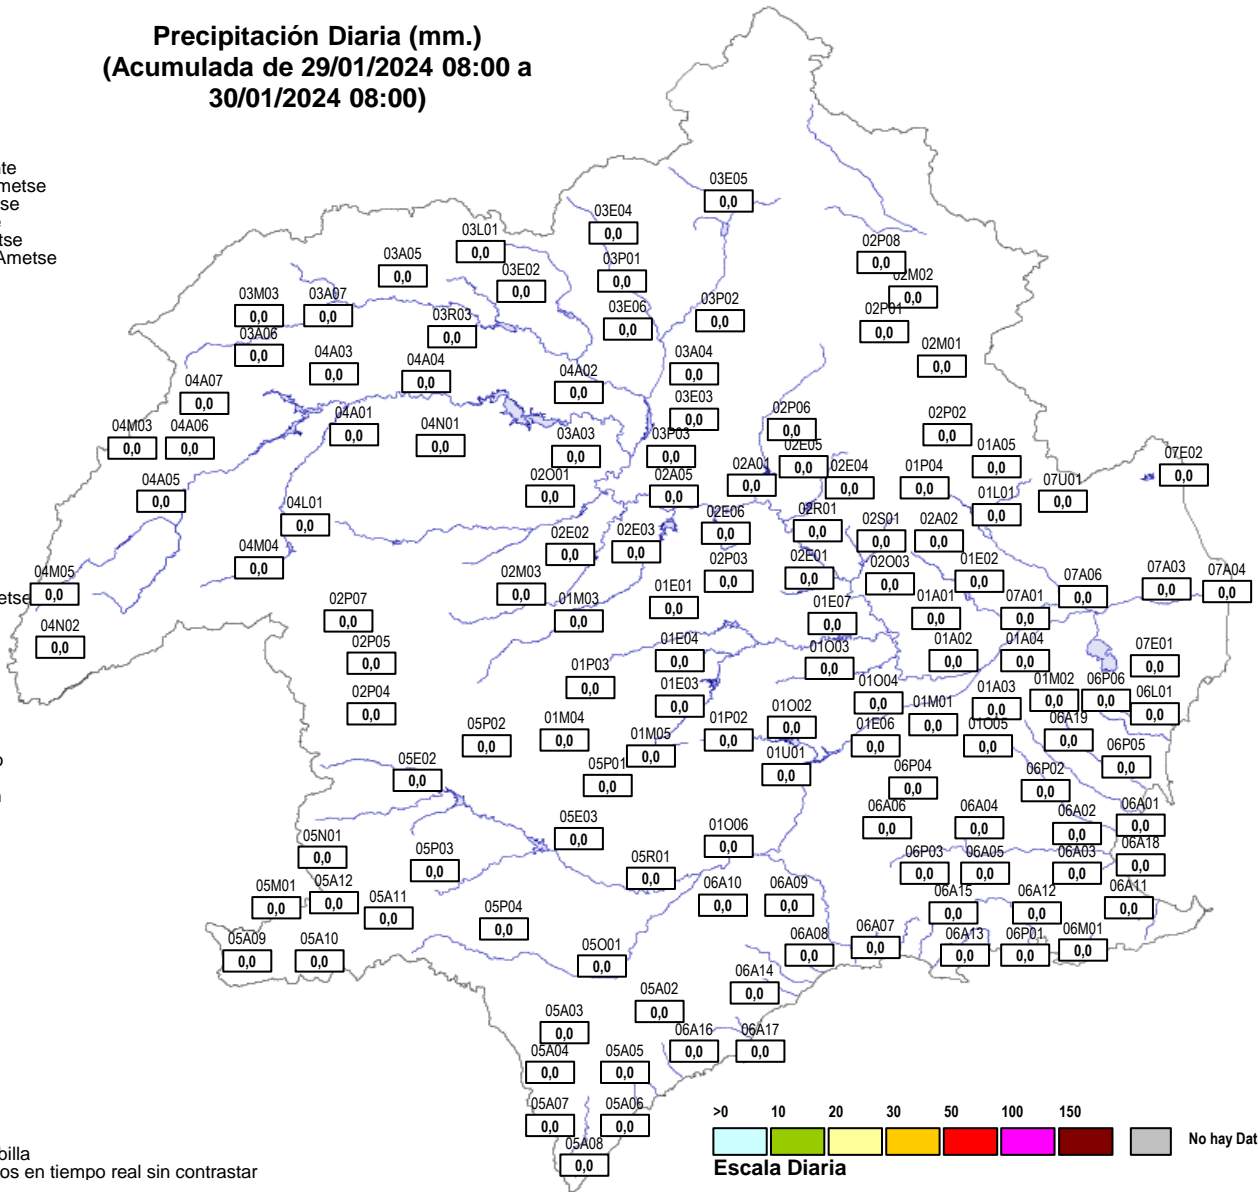 Precipitación Diaria (mm.)
(Acumulada de 29/01/2024 08:00 a
30/01/2024 08:00)
03E05
0,0
03E04
0,0
03L01
0,0
03A05
0,0
03E02
0,0
03P01
0,0
02P08
0,0
02M02
0,0
03M03
0,0
03A07
0,0
03R03
0,0
03E06
0,0
03P02
0,0
02P01
0,0
03A06
0,0
04A03
0,0
04A04
0,0
04A02
0,0
03A04
0,0
02M01
0,0
04A07
0,0
03E03
0,0
04M03
0,0
04A06
0,0
04A01
0,0
04N01
0,0
03A03
0,0
03P03
0,0
02P06
0,0
02E05
0,0
02P02
0,0
01A05
0,0
07E02
0,0
04A05
0,0
02O01
0,0
02A05
0,0
02A01
0,0
02E04
0,0
01P04
0,0
01L01
0,0
07U01
0,0
04L01
0,0
02E06
0,0
02R01
0,0
02S01
0,0
02A02
0,0
02E02
0,0
02E03
0,0
04M04
0,0
04M05
0,0
02M03
0,0
02P03
0,0
02E01
0,0
02O03
0,0
01E02
0,0
07A06
0,0
07A03
0,0
07A04
0,0
02P07
0,0
01M03
0,0
01E01
0,0
01E07
0,0
01A01
0,0
07A01
0,0
04N02
0,0
02P05
0,0
01E04
0,0
01O03
0,0
01A02
0,0
01A04
0,0
07E01
0,0
01P03
0,0
01E03
0,0
01O04
0,0
01A03
0,0
01M02
0,0
06P06
0,0
06L01
0,0
02P04
0,0
01M01
0,0
05P02
0,0
01M04
0,0
01M05
0,0
01P02
0,0
01O02
0,0
01E06
0,0
01O05
0,0
06A19
0,0
06P05
0,0
05E02
0,0
05P01
0,0
01U01
0,0
06P04
0,0
06P02
0,0
05E03
0,0
01O06
0,0
06A06
0,0
06A04
0,0
06A02
0,0
06A01
0,0
05N01
0,0
05P03
0,0
05R01
0,0
06P03
0,0
06A05
0,0
06A03
0,0
06A18
0,0
05M01
0,0
05A12
0,0
05A11
0,0
05P04
0,0
06A10
0,0
06A09
0,0
06A15
0,0
06A12
0,0
06A11
0,0
05A09
0,0
05A10
0,0
05O01
0,0
06A08
0,0
06A07
0,0
06A13
0,0
06P01
0,0
06M01
0,0
05A02
0,0
06A14
0,0
05A03
0,0
06A16
0,0
06A17
0,0
05A04
0,0
05A05
0,0
05A07
0,0
05A06
0,0
05A08
0,0
>0 10 20 30 50 100 150
No hay Dat
Escala Diaria
te
metse
se
tse
Ametse
etse
billa
os en tiempo real sin contrastar